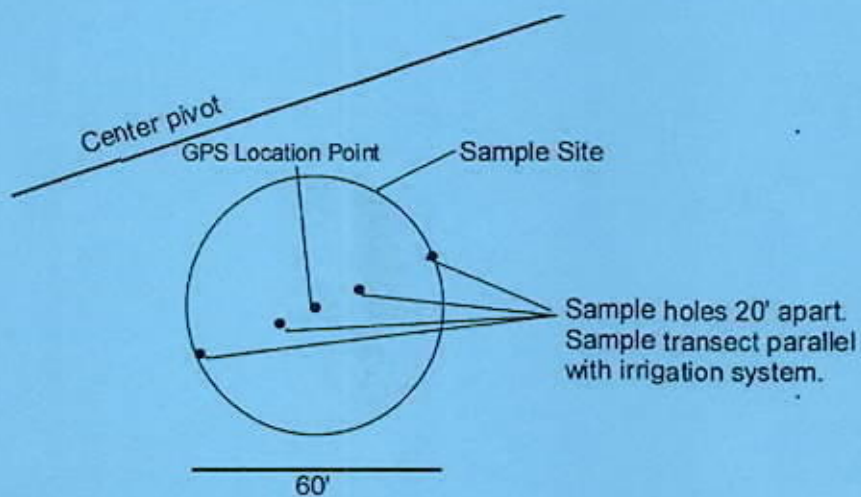 Center pivot
GPS Location Point
Sample Site
Sample holes 20' apart.
Sample transect parallel
with irrigation system.
60'